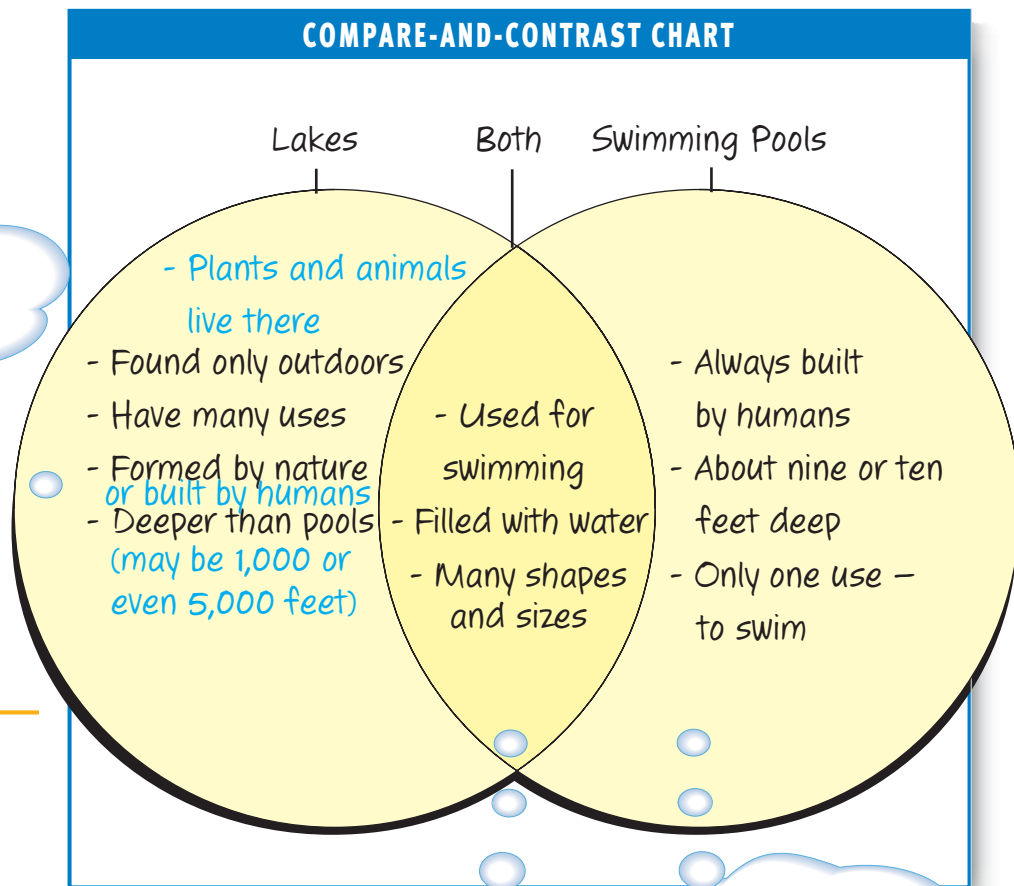 COMPARE-AND-CONTRAST CHART
Lakes
Both
Swimming Pools
- Plants and animals
live there
- Found only outdoors
- Have many uses
- Formed by nature
or built by humans
- Deeper than pools
(may be 1,000 or
even 5,000 feet)
- Used for
swimming
- Filled with water
- Many shapes
and sizes
- Always built
by humans
- About nine or ten
feet deep
- Only one use –
to swim